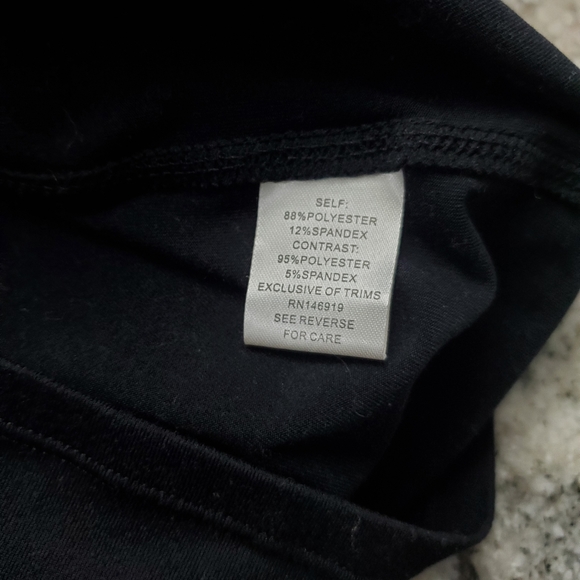 SELF:
88%POLYESTER
12%SPANDEX
CONTRAST:
95%POLYESTER
5%SPANDEX
EXCLUSIVE OF TRIMS
RN146919
SEE REVERSE
FOR CARE